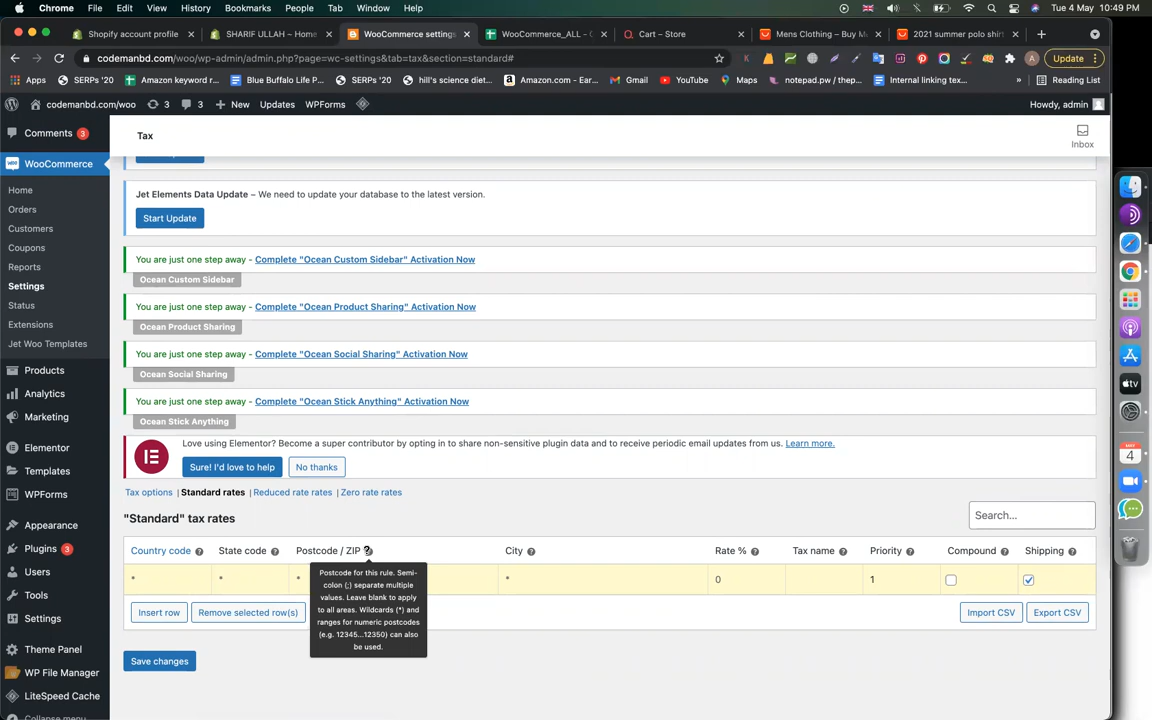 Chrome File Edit View History Bookmarks People Tab Window Help Tue 4 May 10:49 PM
Shopify account profile SHARIF ULLAH ~ Home WooCommerce settings WooCommerce_ALL - Cart – Store Mens Clothing – Buy M 2021 summer polo shirt
codemanbd.com/woo/wp-admin/admin.php?page=wc-settings&tab=tax&section=standard# Update
Apps SERPs '20 Amazon keyword r... Blue Buffalo Life P... SERPs '20 hill's science diet... Amazon.com - Ear... Gmail YouTube Maps notepad.pw / thep... Internal linking tex... » Reading List
codemanbd.com/woo 3 3 New Updates WPForms Howdy, admin
Comments 3
WooCommerce
Home
Orders
Customers
Coupons
Reports
Settings
Status
Extensions
Jet Woo Templates
Products
Analytics
Marketing
Elementor
Templates
WPForms
Appearance
Plugins 3
Users
Tools
Settings
Theme Panel
WP File Manager
LiteSpeed Cache
Collapse menu
Tax
Inbox
Jet Elements Data Update – We need to update your database to the latest version.
Start Update
You are just one step away - Complete "Ocean Custom Sidebar" Activation Now
Ocean Custom Sidebar
You are just one step away - Complete "Ocean Product Sharing" Activation Now
Ocean Product Sharing
You are just one step away - Complete "Ocean Social Sharing" Activation Now
Ocean Social Sharing
You are just one step away - Complete "Ocean Stick Anything" Activation Now
Ocean Stick Anything
Love using Elementor? Become a super contributor by opting in to share non-sensitive plugin data and to receive periodic email updates from us. Learn more.
Sure! I'd love to help No thanks
Tax options | Standard rates | Reduced rate rates | Zero rate rates
"Standard" tax rates
Search...
Country code ? State code ? Postcode / ZIP ? City ? Rate % ? Tax name ? Priority ? Compound ? Shipping ?
* * * * 0 1
Postcode for this rule. Semi-
colon (;) separate multiple
values. Leave blank to apply
to all areas. Wildcards (*) and
ranges for numeric postcodes
(e.g. 12345...12350) can also
be used.
Insert row Remove selected row(s) Import CSV Export CSV
Save changes
tv
MAY
4